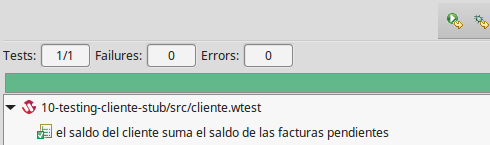 Tests: 1/1 Failures: 0 Errors: 0
10-testing-cliente-stub/src/cliente.wtest
el saldo del cliente suma el saldo de las facturas pendientes